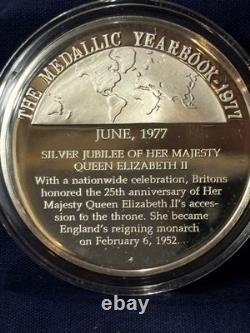 THE MEDALLIC YEARBOOK·1977
JUNE, 1977
SILVER JUBILEE OF HER MAJESTY
QUEEN ELIZABETH II
With a nationwide celebration, Britons
honored the 25th anniversary of Her
Majesty Queen Elizabeth II's acces-
sion to the throne. She became
England's reigning monarch
on February 6, 1952.
ebay